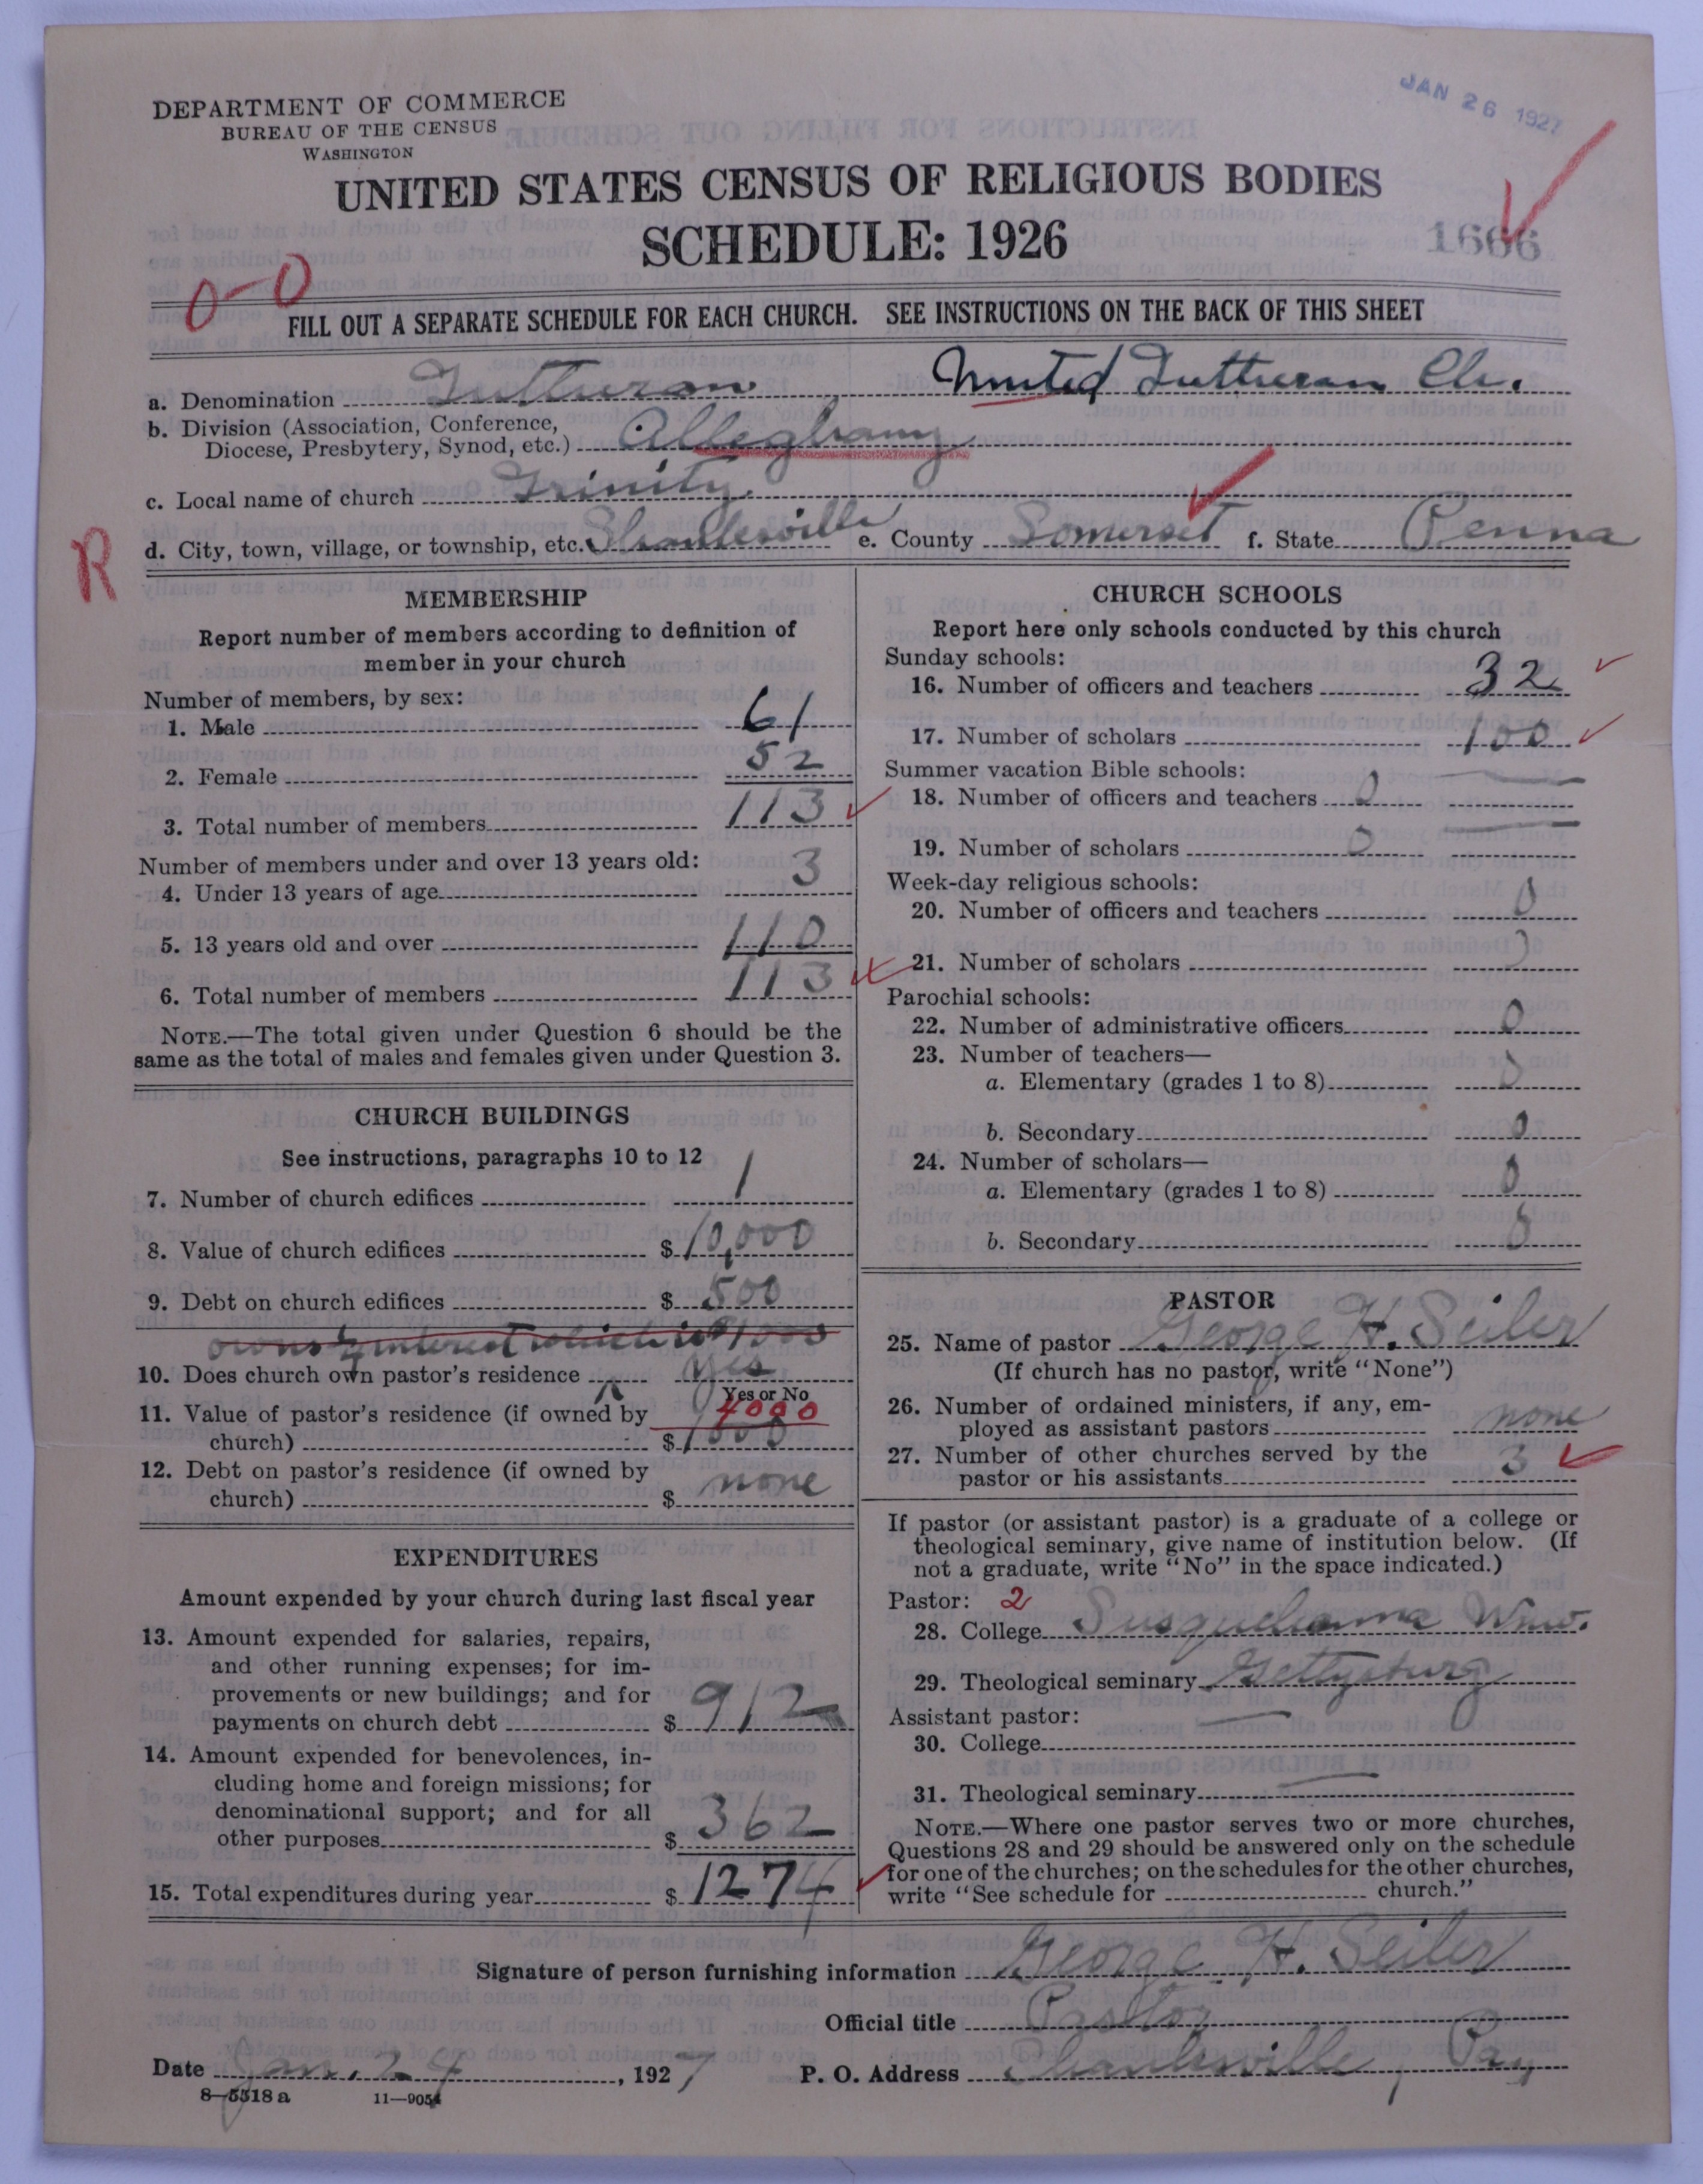 JAN 26 1927
DEPARTMENT OF COMMERCE
BUREAU OF THE CENSUS
WASHINGTON
UNITED STATES CENSUS OF RELIGIOUS BODIES
SCHEDULE: 1926
1666
0-0
FILL OUT A SEPARATE SCHEDULE FOR EACH CHURCH. SEE INSTRUCTIONS ON THE BACK OF THIS SHEET
a. Denomination Lutheran United Lutheran Ch.
b. Division (Association, Conference,
Diocese, Presbytery, Synod, etc.) Alleghany
c. Local name of church Trinity
R
d. City, town, village, or township, etc. Shanksville e. County Somerset f. State Penna
MEMBERSHIP
Report number of members according to definition of
member in your church
Number of members, by sex:
1. Male 61
2. Female 52
3. Total number of members 113
Number of members under and over 13 years old:
4. Under 13 years of age 3
5. 13 years old and over 110
6. Total number of members 113
NOTE.—The total given under Question 6 should be the
same as the total of males and females given under Question 3.
CHURCH BUILDINGS
See instructions, paragraphs 10 to 12
7. Number of church edifices 1
8. Value of church edifices $10,000
9. Debt on church edifices $500
owns interest which is $1000
10. Does church own pastor's residence yes
Yes or No
11. Value of pastor's residence (if owned by 4000
church) $1000
12. Debt on pastor's residence (if owned by
church) $ none
EXPENDITURES
Amount expended by your church during last fiscal year
13. Amount expended for salaries, repairs,
and other running expenses; for im-
provements or new buildings; and for
payments on church debt $912
14. Amount expended for benevolences, in-
cluding home and foreign missions; for
denominational support; and for all
other purposes $362
15. Total expenditures during year $1274
CHURCH SCHOOLS
Report here only schools conducted by this church
Sunday schools:
16. Number of officers and teachers 32
17. Number of scholars 100
Summer vacation Bible schools:
18. Number of officers and teachers 0
19. Number of scholars 0
Week-day religious schools:
20. Number of officers and teachers 0
21. Number of scholars 0
Parochial schools:
22. Number of administrative officers 0
23. Number of teachers—
a. Elementary (grades 1 to 8) 0
b. Secondary 0
24. Number of scholars—
a. Elementary (grades 1 to 8) 0
b. Secondary 0
PASTOR
25. Name of pastor George H. Seiler
(If church has no pastor, write "None")
26. Number of ordained ministers, if any, em-
ployed as assistant pastors none
27. Number of other churches served by the
pastor or his assistants 3
If pastor (or assistant pastor) is a graduate of a college or
theological seminary, give name of institution below. (If
not a graduate, write "No" in the space indicated.)
Pastor: 2
28. College Susquehanna Univ.
29. Theological seminary Gettysburg
Assistant pastor:
30. College
31. Theological seminary
NOTE.—Where one pastor serves two or more churches,
Questions 28 and 29 should be answered only on the schedule
for one of the churches; on the schedules for the other churches,
write "See schedule for church."
Signature of person furnishing information George H. Seiler
Official title Pastor
Date Jan. 24, 1927 P. O. Address Shanksville, Pa,
8-5518 a 11-9054